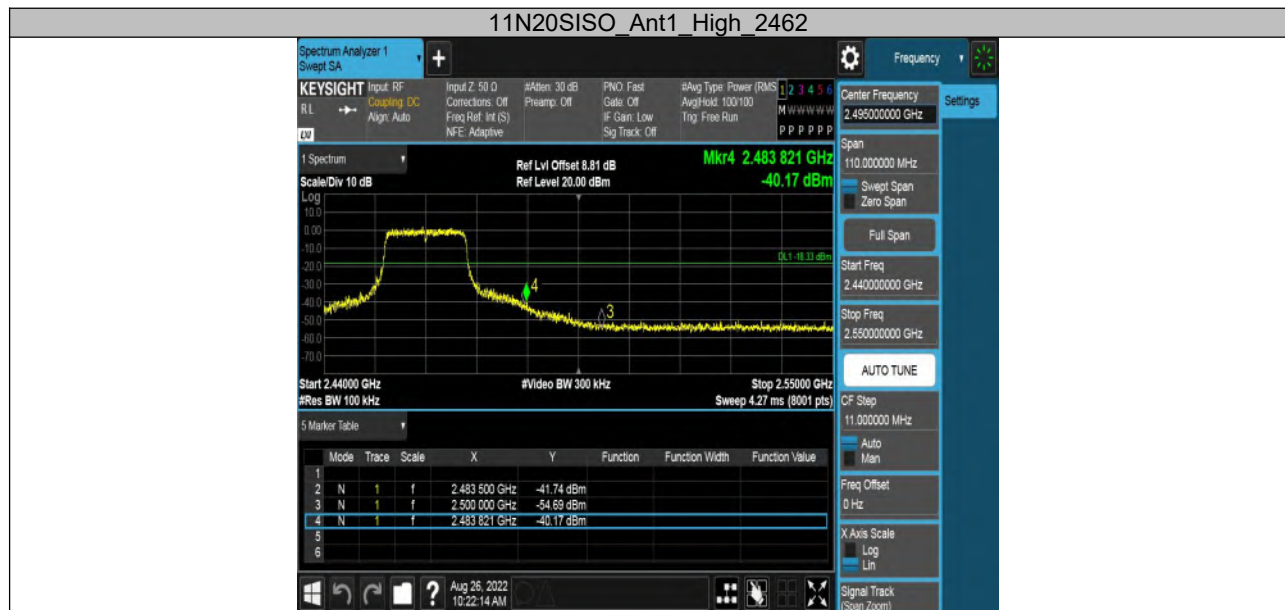 11N20SISO_Ant1_High_2462
Spectrum Analyzer 1
Swept SA
+
Frequency
KEYSIGHT
Input: RF
Input Z: 50 Ω
#Atten: 30 dB
PNO: Fast
#Avg Type: Power (RMS
1 2 3 4 5 6
RL
Coupling: DC
Corrections: Off
Preamp: Off
Gate: Off
Avg|Hold: 100/100
M W W W W W
Align: Auto
Freq Ref: Int (S)
IF Gain: Low
Trig: Free Run
LXI
NFE: Adaptive
Sig Track: Off
P P P P P P
Center Frequency
2.495000000 GHz
Settings
1 Spectrum
Ref Lvl Offset 8.81 dB
Mkr4 2.483 821 GHz
Scale/Div 10 dB
Ref Level 20.00 dBm
-40.17 dBm
Log
10.0
0.00
-10.0
-20.0
-30.0
-40.0
-50.0
-60.0
-70.0
DL1 -18.33 dBm
4
3
Start 2.44000 GHz
#Video BW 300 kHz
Stop 2.55000 GHz
#Res BW 100 kHz
Sweep 4.27 ms (8001 pts)
Span
110.000000 MHz
Swept Span
Zero Span
Full Span
Start Freq
2.440000000 GHz
Stop Freq
2.550000000 GHz
AUTO TUNE
CF Step
11.000000 MHz
Auto
Man
Freq Offset
0 Hz
X Axis Scale
Log
Lin
Signal Track
(Span Zoom)
5 Marker Table
Mode Trace Scale X Y Function Function Width Function Value
1
2 N 1 f 2.483 500 GHz -41.74 dBm
3 N 1 f 2.500 000 GHz -54.69 dBm
4 N 1 f 2.483 821 GHz -40.17 dBm
5
6
?
Aug 26, 2022
10:22:14 AM